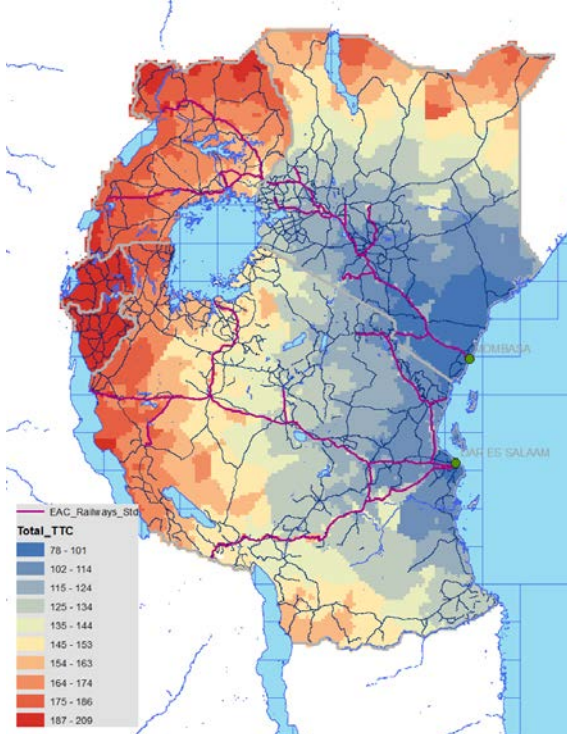 MOMBASA
DAR ES SALAAM
EAC_Railways_Std
Total_TTC
78 - 101
102 - 114
115 - 124
125 - 134
135 - 144
145 - 153
154 - 163
164 - 174
175 - 186
187 - 209